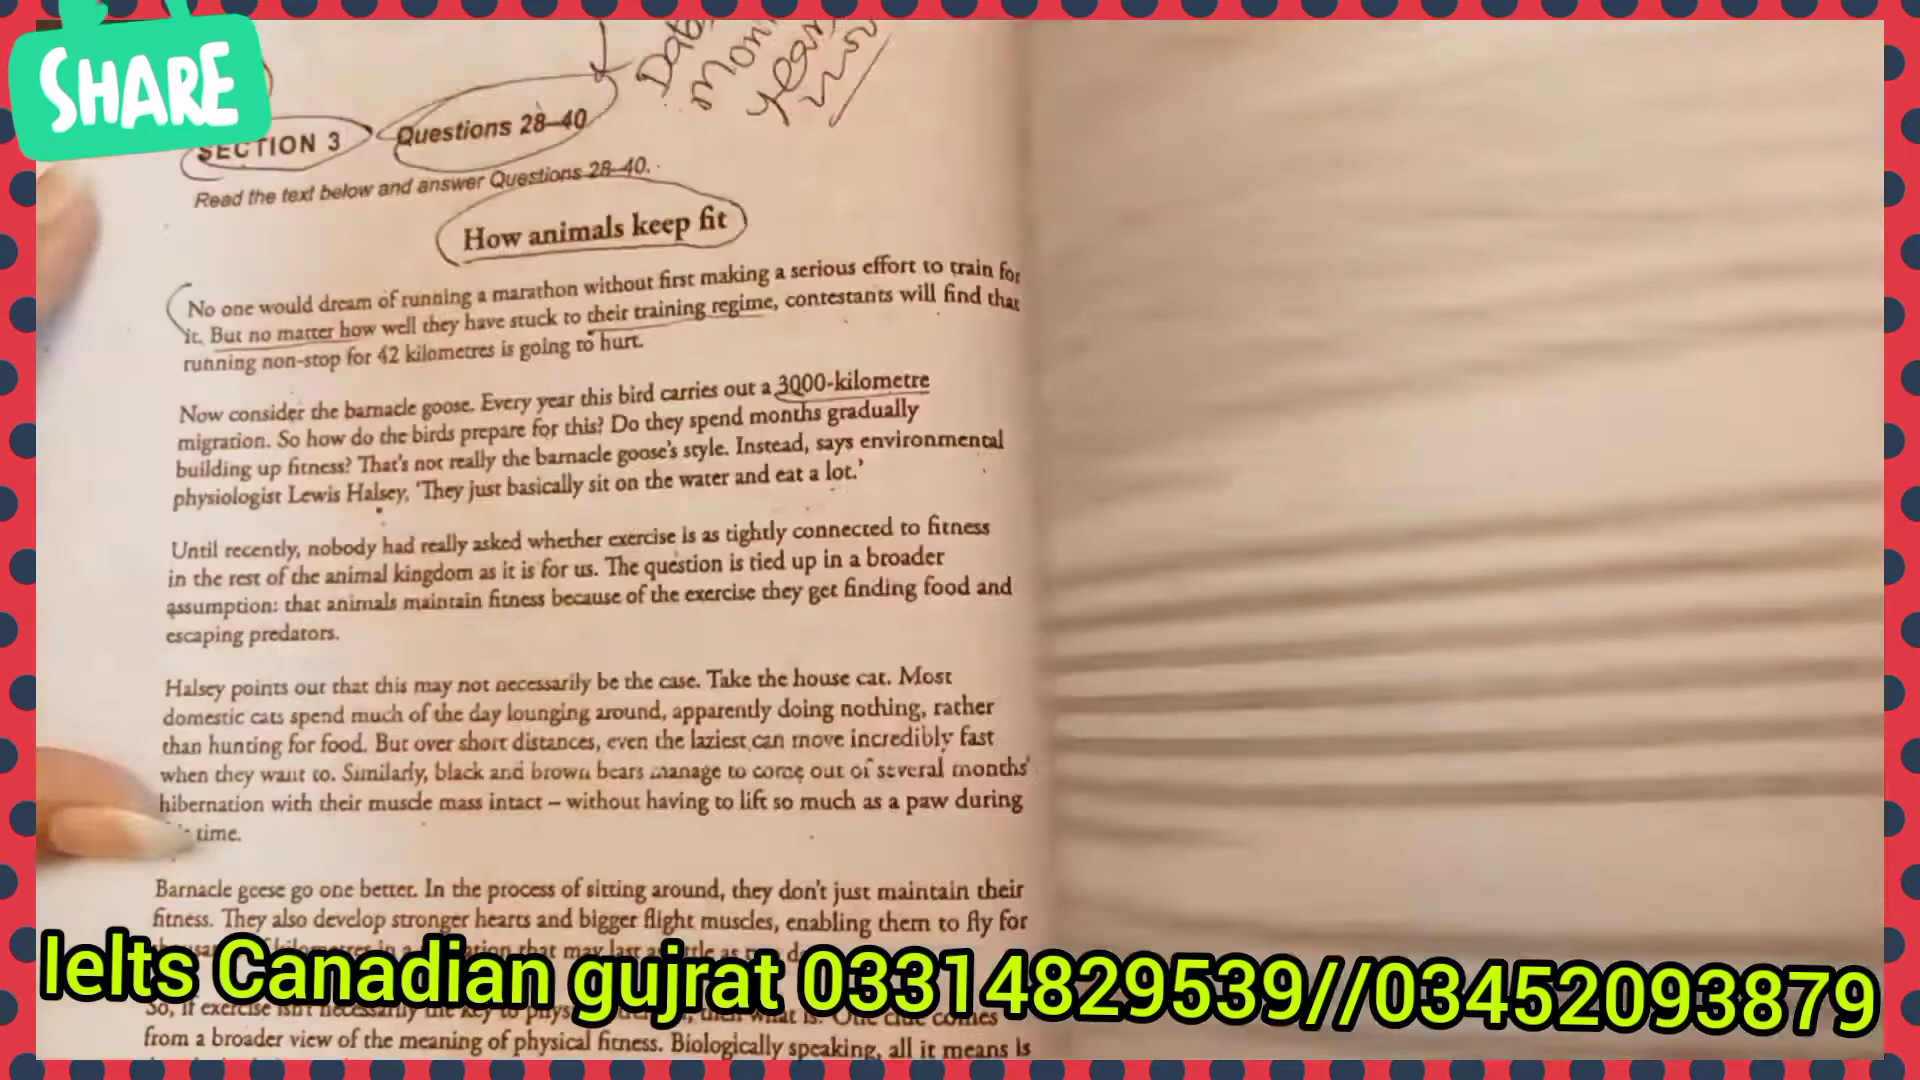 SHARE
Date
SECTION 3 Questions 28–40
Read the text below and answer Questions 28–40.
How animals keep fit
No one would dream of running a marathon without first making a serious effort to train for
it. But no matter how well they have stuck to their training regime, contestants will find that
running non-stop for 42 kilometres is going to hurt.
Now consider the barnacle goose. Every year this bird carries out a 3000-kilometre
migration. So how do the birds prepare for this? Do they spend months gradually
building up fitness? That's not really the barnacle goose's style. Instead, says environmental
physiologist Lewis Halsey, 'They just basically sit on the water and eat a lot.'
Until recently, nobody had really asked whether exercise is as tightly connected to fitness
in the rest of the animal kingdom as it is for us. The question is tied up in a broader
assumption: that animals maintain fitness because of the exercise they get finding food and
escaping predators.
Halsey points out that this may not necessarily be the case. Take the house cat. Most
domestic cats spend much of the day lounging around, apparently doing nothing, rather
than hunting for food. But over short distances, even the laziest can move incredibly fast
when they want to. Similarly, black and brown bears manage to come out of several months'
hibernation with their muscle mass intact – without having to lift so much as a paw during
time.
Barnacle geese go one better. In the process of sitting around, they don't just maintain their
fitness. They also develop stronger hearts and bigger flight muscles, enabling them to fly for
Ielts Canadian gujrat 03314829539//03452093879
So, if exercise isn't necessarily the key to
from a broader view of the meaning of physical fitness. Biologically speaking, all it means is